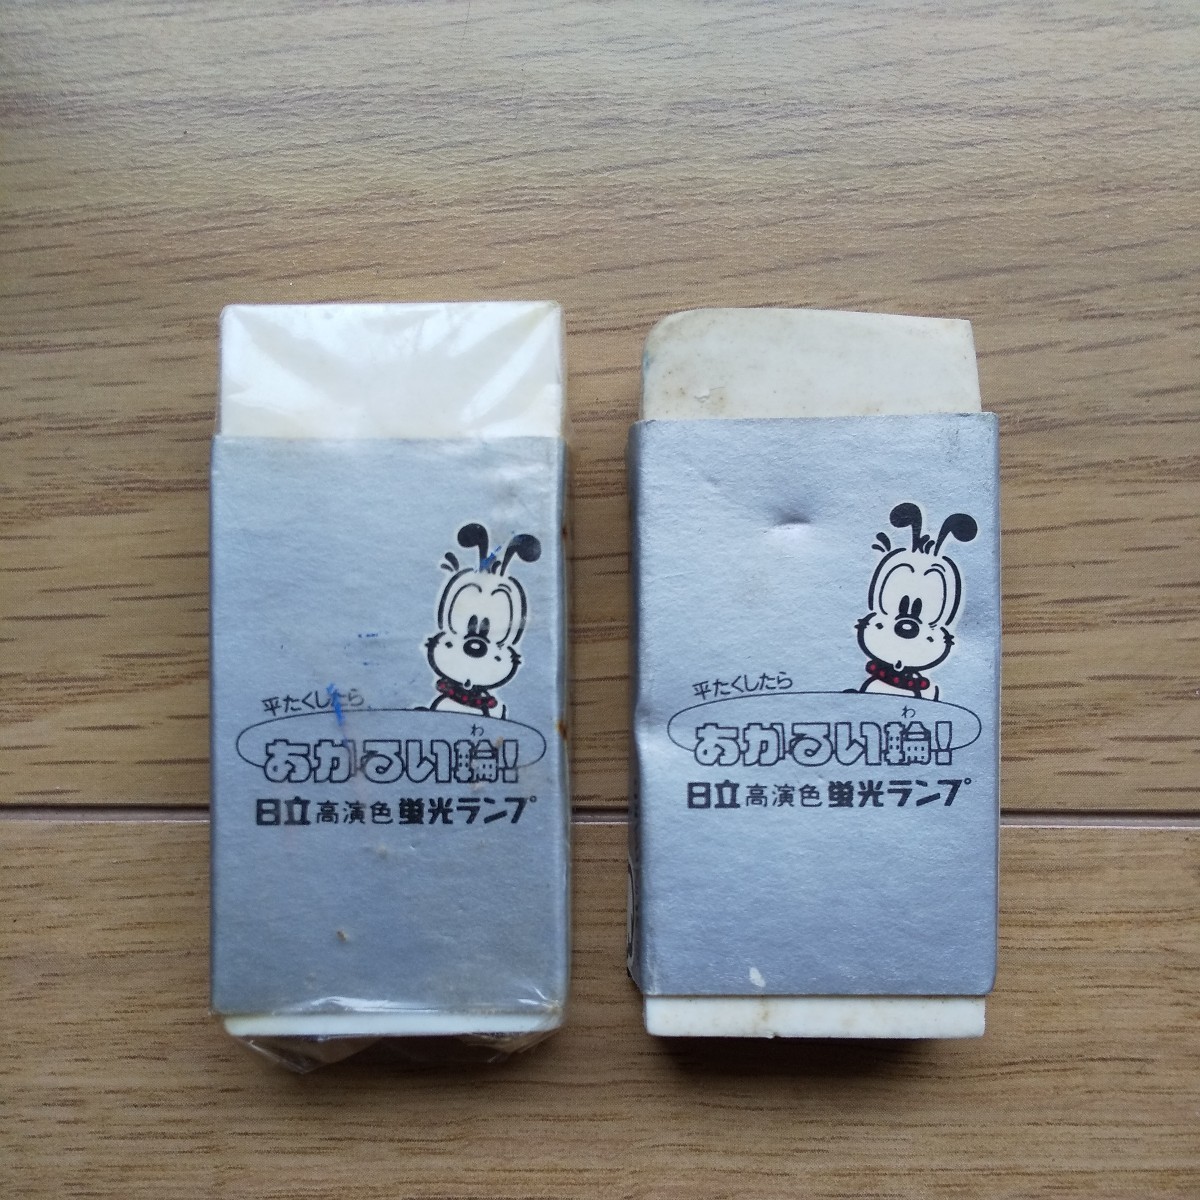 平たくしたら
わ
あかるい輪!
日立高演色蛍光ランプ
平たくしたら
わ
あかるい輪!
日立高演色蛍光ランプ